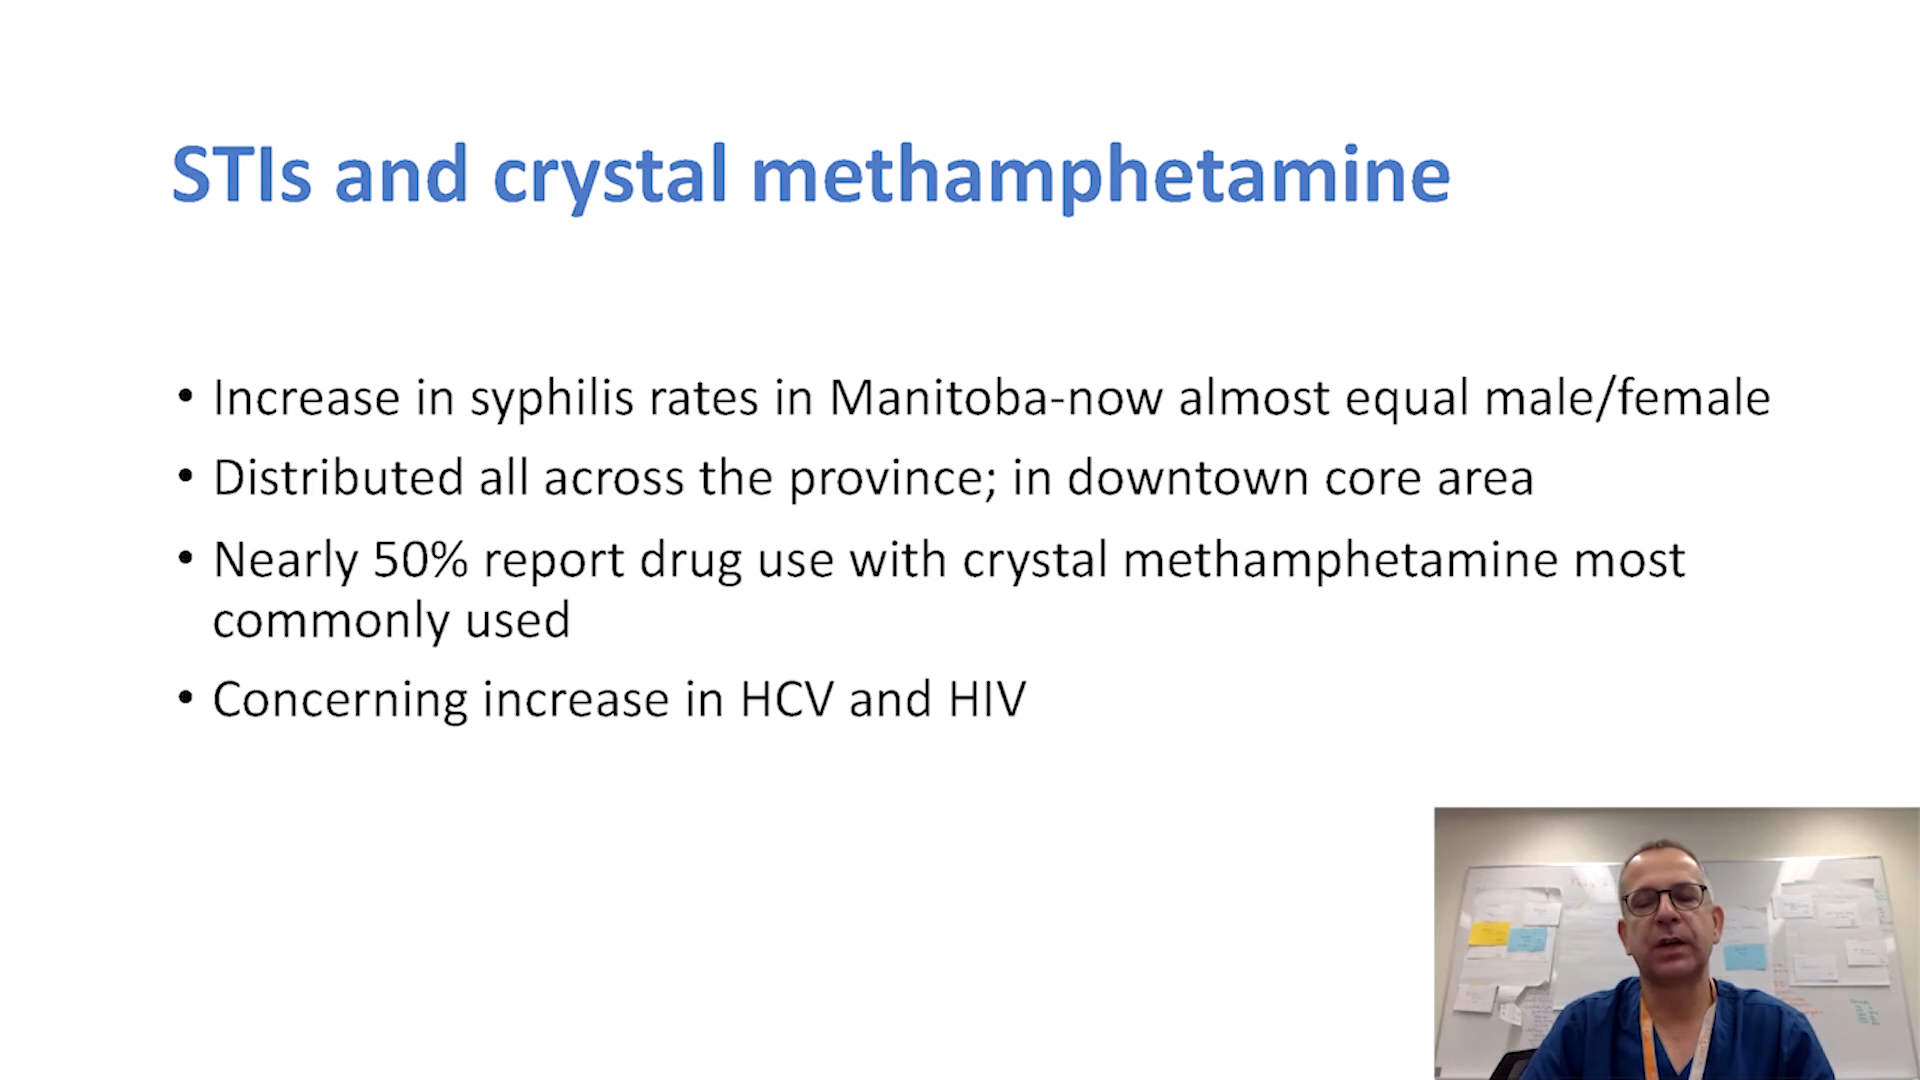 STIs and crystal methamphetamine
• Increase in syphilis rates in Manitoba-now almost equal male/female
• Distributed all across the province; in downtown core area
• Nearly 50% report drug use with crystal methamphetamine most
commonly used
• Concerning increase in HCV and HIV